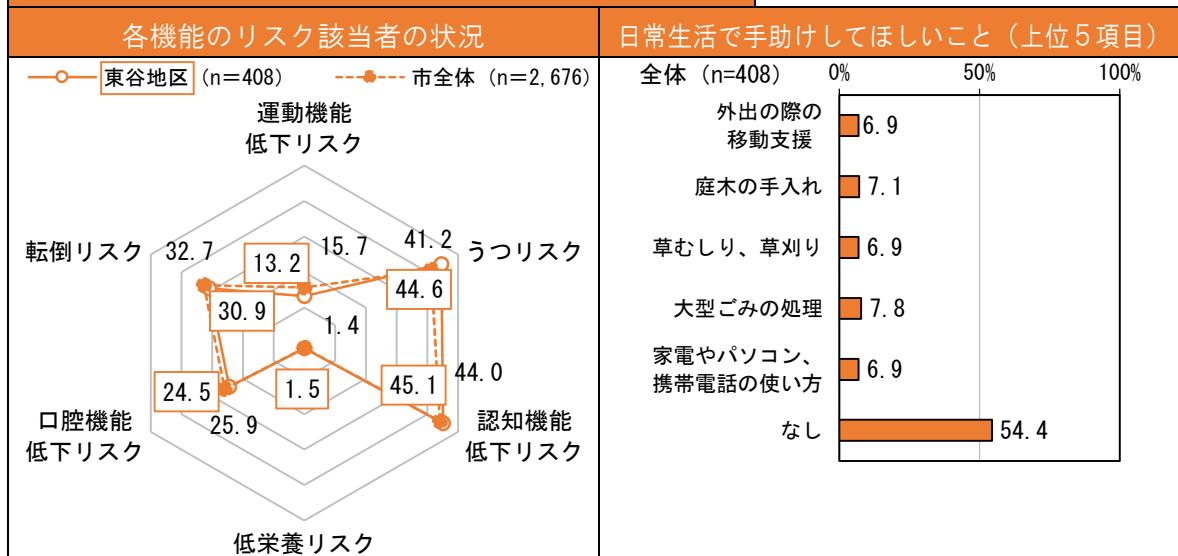 各機能のリスク該当者の状況
東谷地区 (n＝408)
市全体 (n＝2,676)
運動機能
低下リスク
15.7
13.2
41.2
うつリスク
44.6
転倒リスク
32.7
30.9
1.4
1.5
44.0
45.1
認知機能
低下リスク
24.5
25.9
口腔機能
低下リスク
低栄養リスク
日常生活で手助けしてほしいこと（上位５項目）
全体 (n=408)
0%
50%
100%
外出の際の
移動支援
6.9
庭木の手入れ
7.1
草むしり、草刈り
6.9
大型ごみの処理
7.8
家電やパソコン、
携帯電話の使い方
6.9
なし
54.4